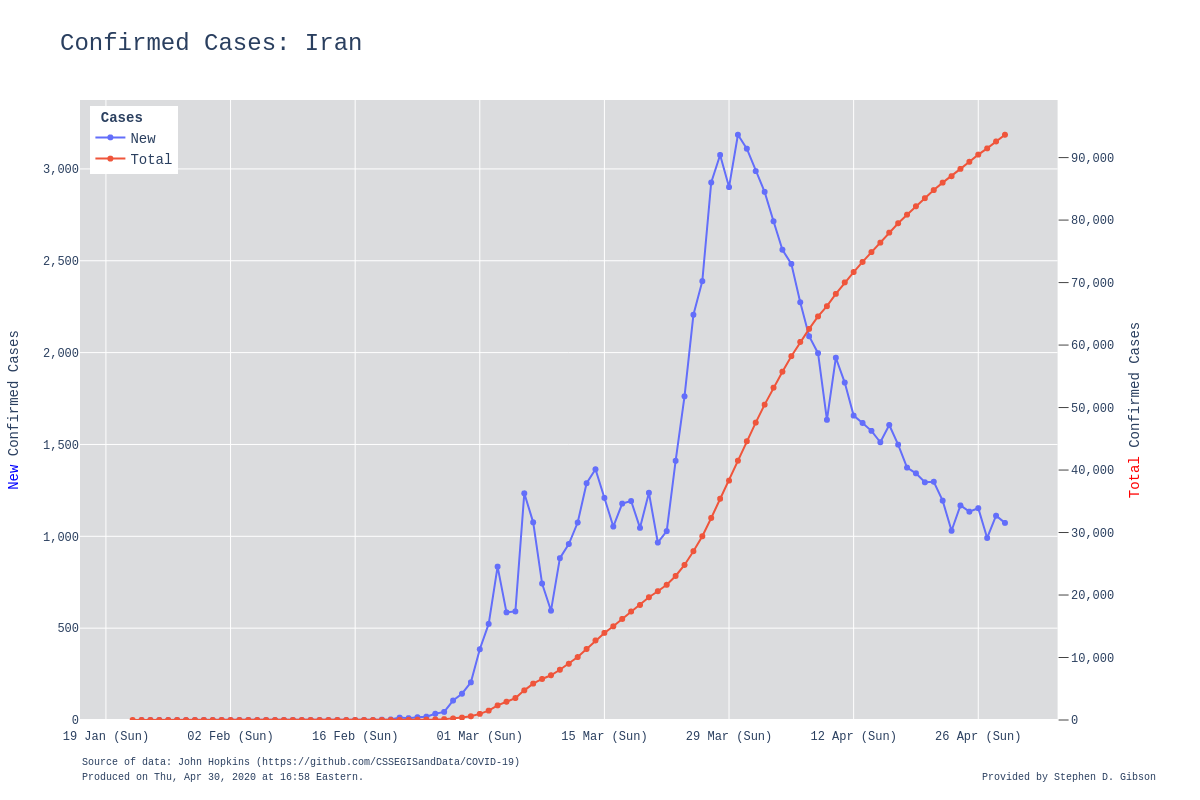 Confirmed Cases: Iran
Cases
New
Total
3,000
2,500
2,000
1,500
1,000
500
0
New Confirmed Cases
90,000
80,000
70,000
60,000
50,000
40,000
30,000
20,000
10,000
0
Total Confirmed Cases
19 Jan (Sun) 02 Feb (Sun) 16 Feb (Sun) 01 Mar (Sun) 15 Mar (Sun) 29 Mar (Sun) 12 Apr (Sun) 26 Apr (Sun)
Source of data: John Hopkins (https://github.com/CSSEGISandData/COVID-19)
Produced on Thu, Apr 30, 2020 at 16:58 Eastern.
Provided by Stephen D. Gibson